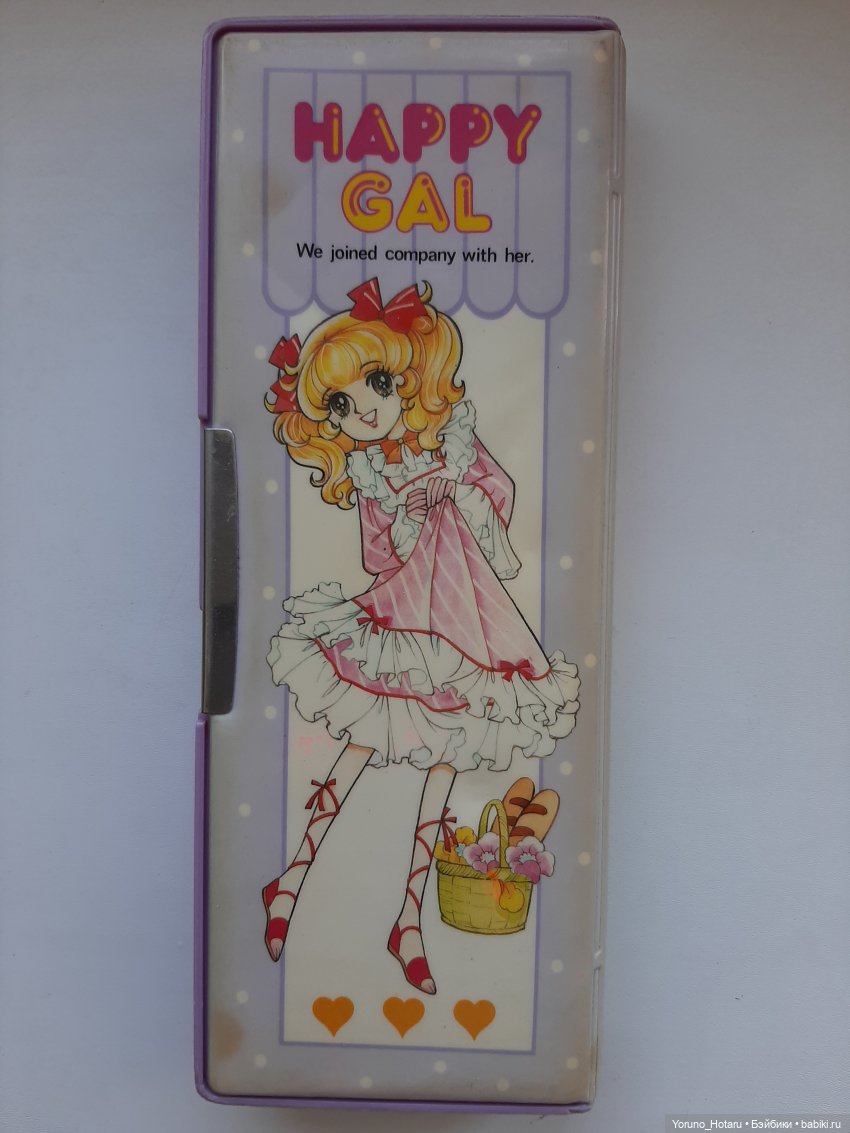 HAPPY
GAL
We joined company with her.
Yoruno_Hotaru • Бэйбики • babiki.ru